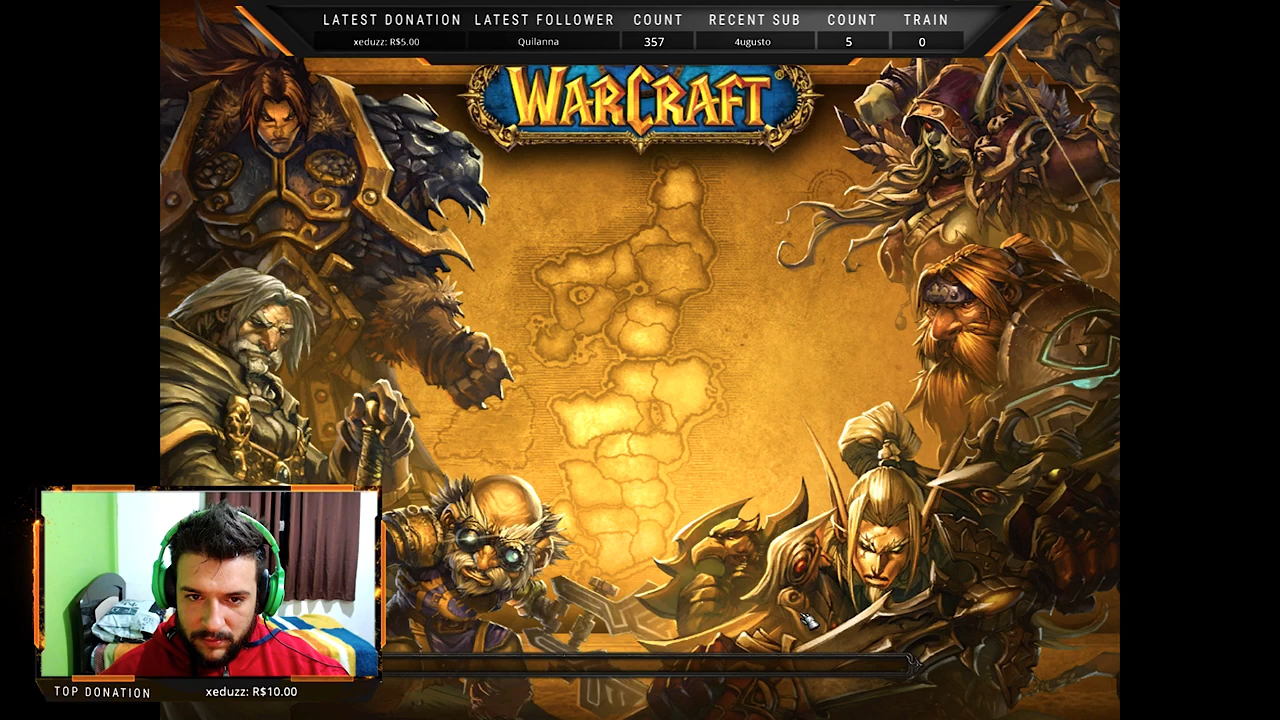 LATEST DONATION LATEST FOLLOWER COUNT RECENT SUB COUNT TRAIN
xeduzz: R$5.00 Quilanna 357 4ugusto 5 0
WARCRAFT®
TOP DONATION xeduzz: R$10.00